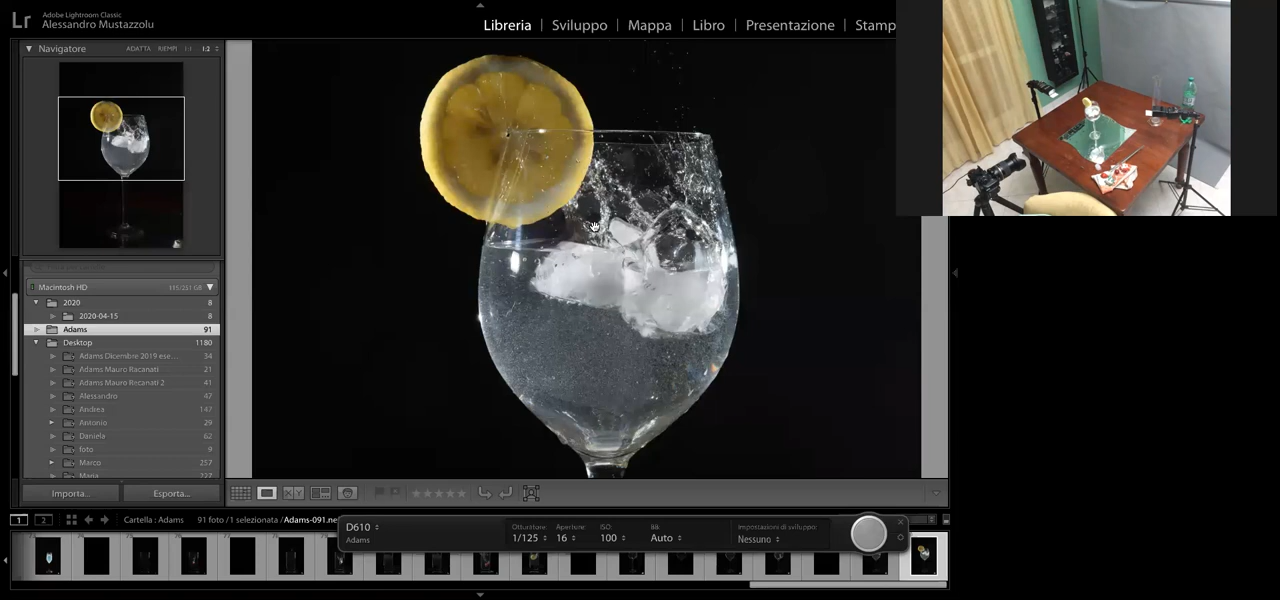 Lr
Adobe Lightroom Classic
Alessandro Mustazzolu
Libreria | Sviluppo | Mappa | Libro | Presentazione | Stamp
Navigatore ADATTA RIEMPI 1:1 1:2
Macintosh HD
2020 8
2020-04-15 8
Adams 91
Desktop 1180
Adams Dicembre 2019 ese... 34
Adams Mauro Racanati 21
Adams Mauro Recanati 2 41
Alessandro 47
Andrea 147
Antonio 29
Daniela 62
foto 9
Marco 257
Importa...
Esporta...
X Y
1 2 Cartella : Adams 91 foto /1 selezionata /Adams-091.ne
D610
Adams
Otturatore: Apertura: ISO: Bil.: Impostazioni di sviluppo:
1/125 16 100 Auto Nessuno